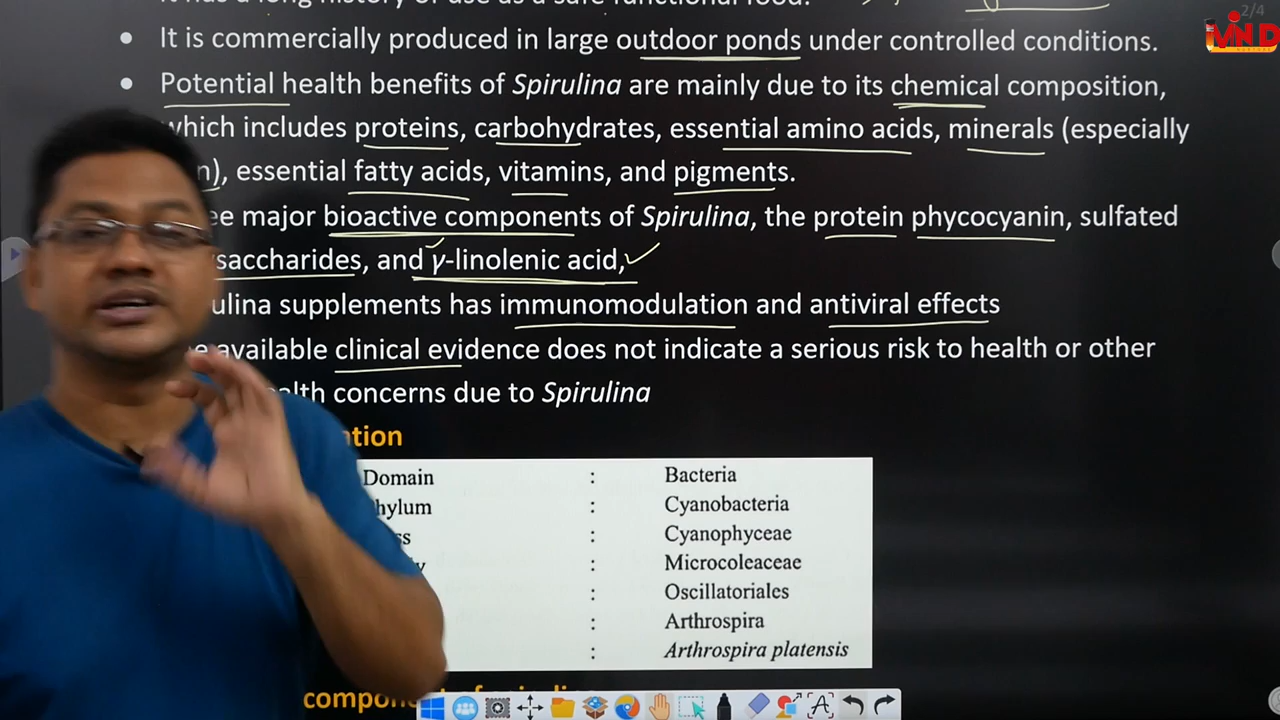 2/4
It is commercially produced in large outdoor ponds under controlled conditions.
Potential health benefits of Spirulina are mainly due to its chemical composition,
which includes proteins, carbohydrates, essential amino acids, minerals (especially
essential fatty acids, vitamins, and pigments.
major bioactive components of Spirulina, the protein phycocyanin, sulfated
and γ-linolenic acid,
supplements has immunomodulation and antiviral effects
available clinical evidence does not indicate a serious risk to health or other
concerns due to Spirulina
Domain : Bacteria
: Cyanobacteria
: Cyanophyceae
: Microcoleaceae
: Oscillatoriales
: Arthrospira
: Arthrospira platensis